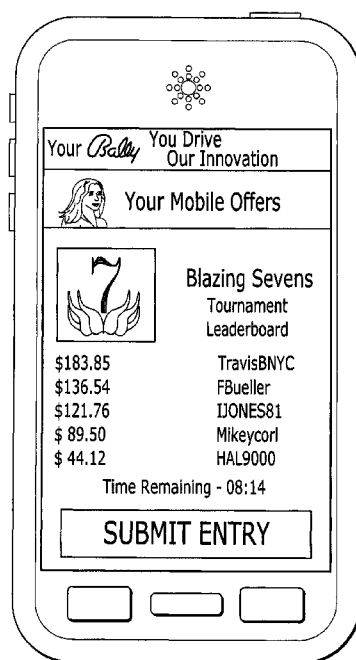 Your Bally You Drive
Our Innovation
Your Mobile Offers
7
Blazing Sevens
Tournament
Leaderboard
$183.85 TravisBNYC
$136.54 FBueller
$121.76 IJONES81
$ 89.50 Mikeycorl
$ 44.12 HAL9000
Time Remaining - 08:14
SUBMIT ENTRY